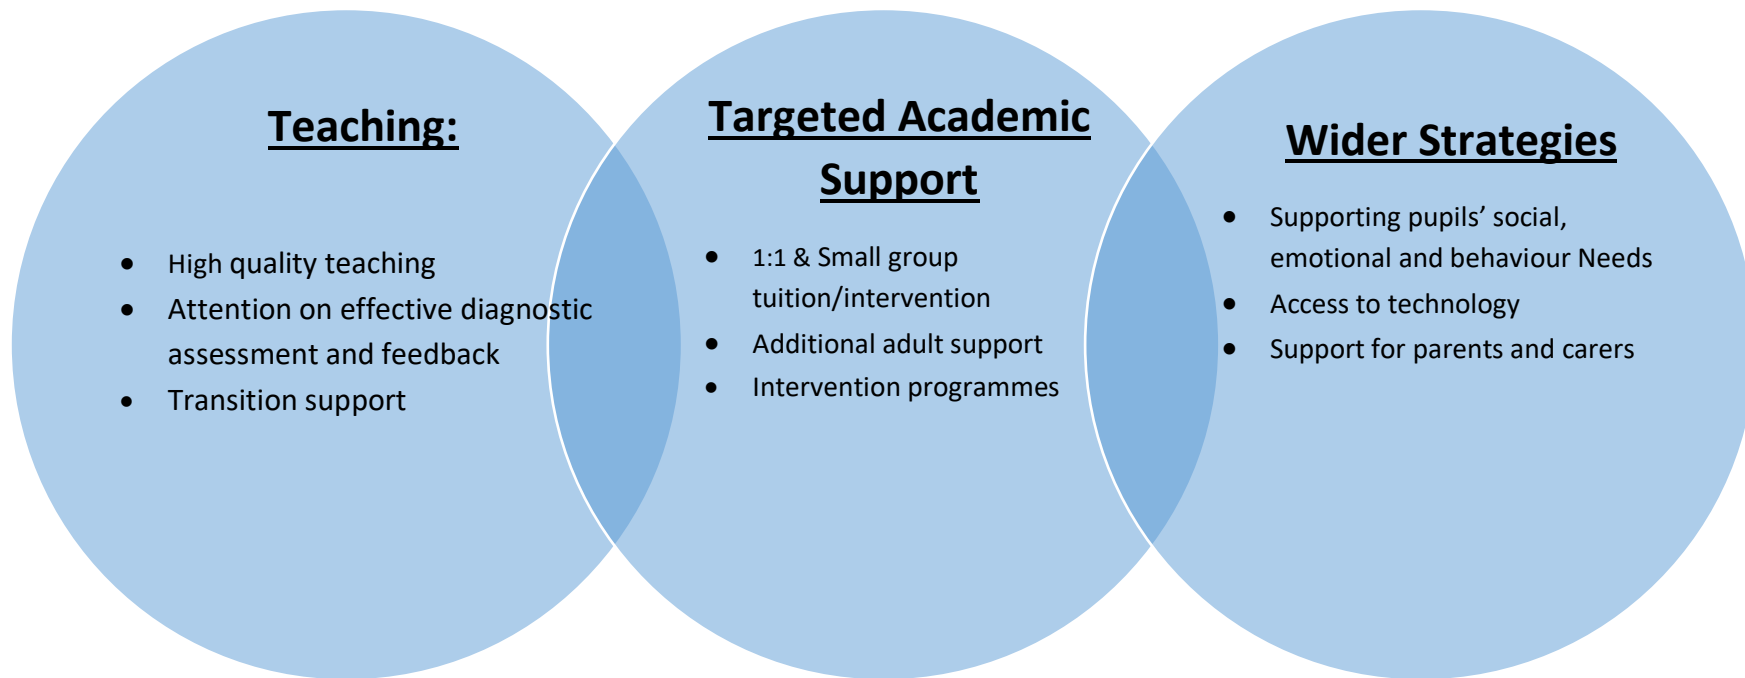 Teaching:
• High quality teaching
• Attention on effective diagnostic
assessment and feedback
• Transition support
Targeted Academic
Support
• 1:1 & Small group
tuition/intervention
• Additional adult support
• Intervention programmes
Wider Strategies
• Supporting pupils’ social,
emotional and behaviour Needs
• Access to technology
• Support for parents and carers